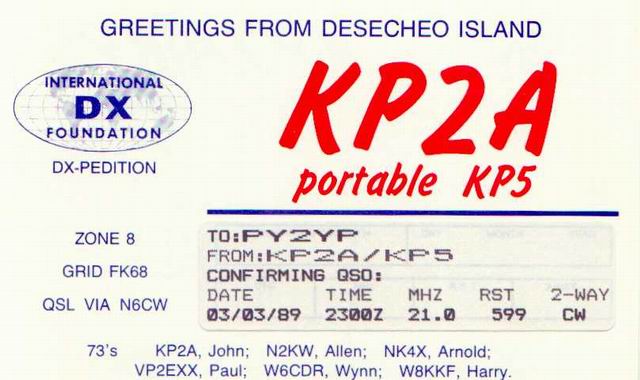 GREETINGS FROM DESECHEO ISLAND
INTERNATIONAL
DX
FOUNDATION
DX-PEDITION
KP2A
portable KP5
ZONE 8
GRID FK68
QSL VIA N6CW
TO:PY2YP
FROM:KP2A/KP5
CONFIRMING QSO:
DATE TIME MHZ RST 2-WAY
03/03/89 2300Z 21.0 599 CW
73's KP2A, John; N2KW, Allen; NK4X, Arnold;
VP2EXX, Paul; W6CDR, Wynn; W8KKF, Harry.